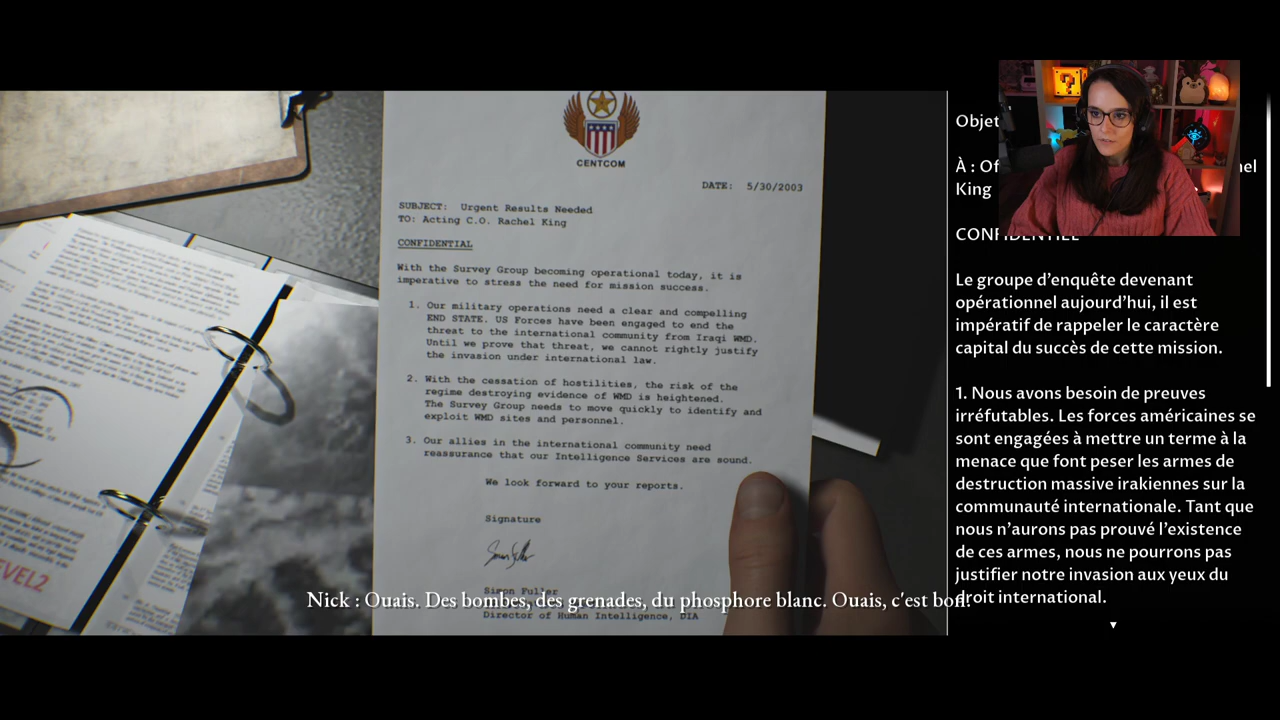 CENTCOM
DATE: 5/30/2003
SUBJECT: Urgent Results Needed
TO: Acting C.O. Rachel King
CONFIDENTIAL
With the Survey Group becoming operational today, it is
imperative to stress the need for mission success.
1. Our military operations need a clear and compelling
END STATE. US Forces have been engaged to end the
threat to the international community from Iraqi WMD.
Until we prove that threat, we cannot rightly justify
the invasion under international law.
2. With the cessation of hostilities, the risk of the
regime destroying evidence of WMD is heightened.
The Survey Group needs to move quickly to identify and
exploit WMD sites and personnel.
3. Our allies in the international community need
reassurance that our Intelligence Services are sound.
We look forward to your reports.
Signature
Simon Fuller
Director of Human Intelligence, DIA
Nick : Ouais. Des bombes, des grenades, du phosphore blanc. Ouais, c'est bon.
EVEL2
Objet
À : Of
King
CONFIDENTIEL
Le groupe d'enquête devenant
opérationnel aujourd'hui, il est
impératif de rappeler le caractère
capital du succès de cette mission.
1. Nous avons besoin de preuves
irréfutables. Les forces américaines se
sont engagées à mettre un terme à la
menace que font peser les armes de
destruction massive irakiennes sur la
communauté internationale. Tant que
nous n'aurons pas prouvé l'existence
de ces armes, nous ne pourrons pas
justifier notre invasion aux yeux du
droit international.